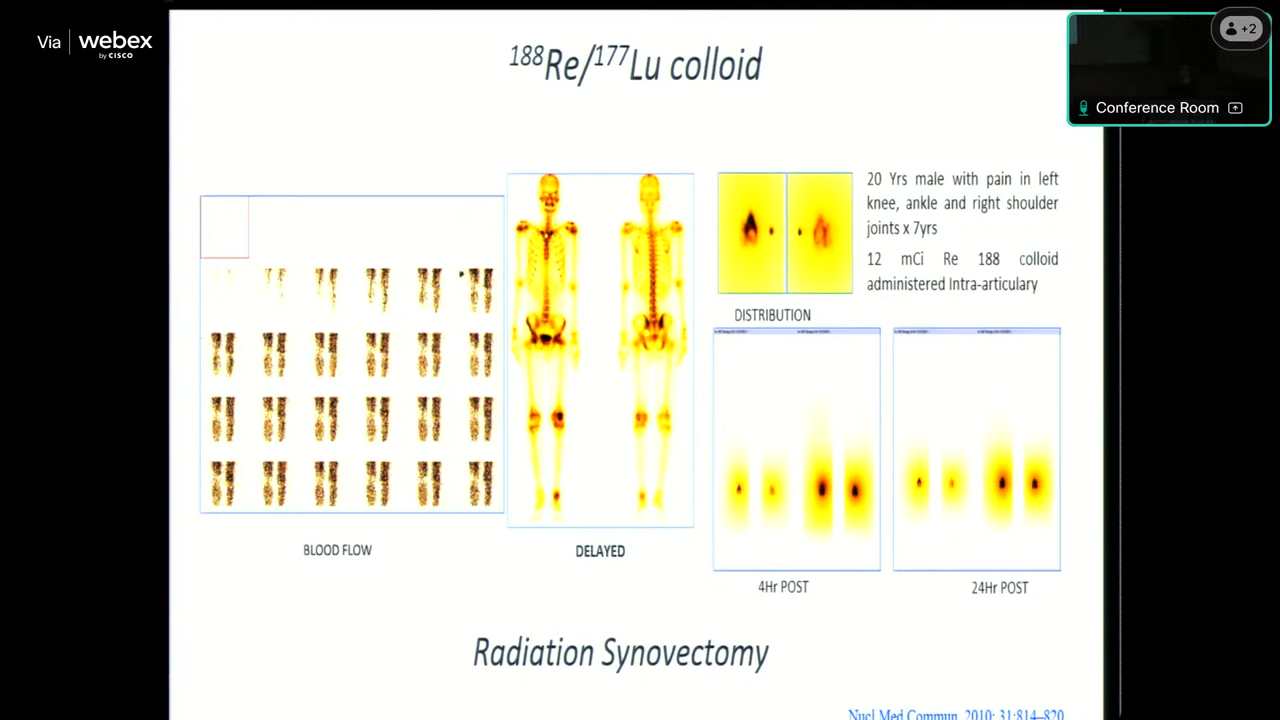 Via webex
by CISCO
+2
Conference Room
188Re/177Lu colloid
20 Yrs male with pain in left
knee, ankle and right shoulder
joints x 7yrs
12 mCi Re 188 colloid
administered Intra-articulary
DISTRIBUTION
BLOOD FLOW
DELAYED
4Hr POST
24Hr POST
Radiation Synovectomy
Nucl Med Commun, 2010; 31:814–820